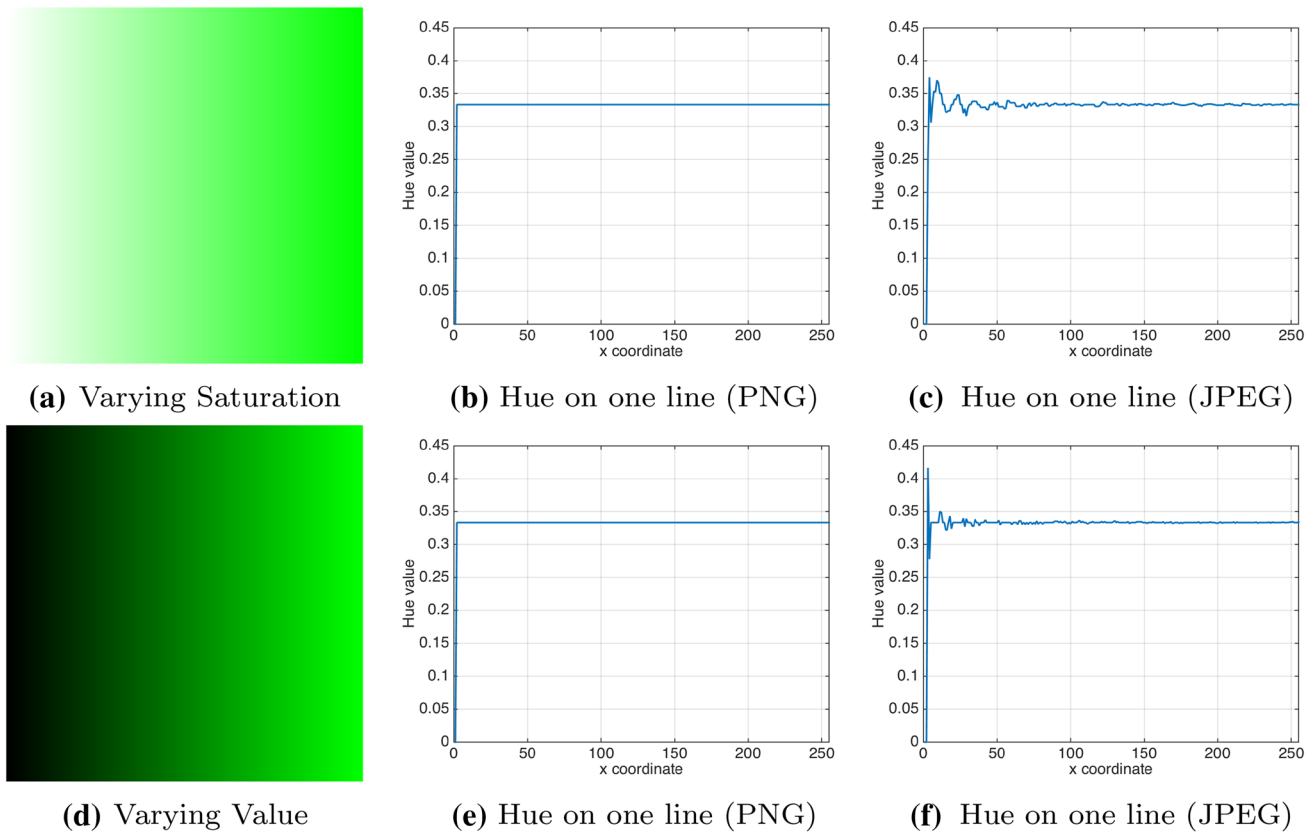 0.45
0.4
0.35
0.3
0.25
0.2
0.15
0.1
0.05
0
Hue value
0 50 100 150 200 250
x coordinate
0.45
0.4
0.35
0.3
0.25
0.2
0.15
0.1
0.05
0
Hue value
0 50 100 150 200 250
x coordinate
(a) Varying Saturation
(b) Hue on one line (PNG)
(c) Hue on one line (JPEG)
0.45
0.4
0.35
0.3
0.25
0.2
0.15
0.1
0.05
0
Hue value
0 50 100 150 200 250
x coordinate
0.45
0.4
0.35
0.3
0.25
0.2
0.15
0.1
0.05
0
Hue value
0 50 100 150 200 250
x coordinate
(d) Varying Value
(e) Hue on one line (PNG)
(f) Hue on one line (JPEG)